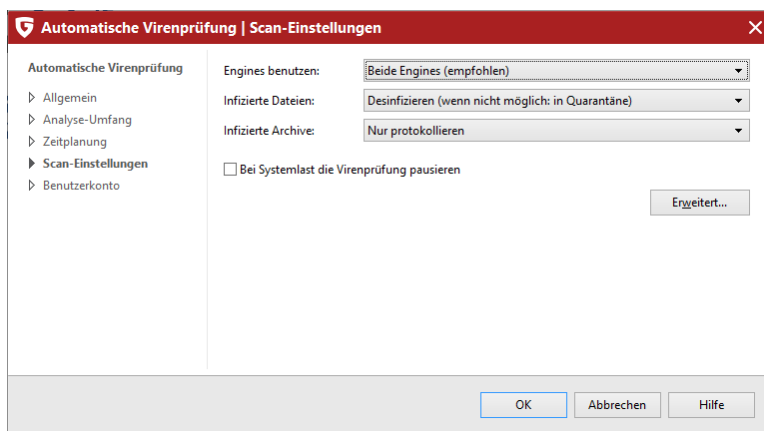 Automatische Virenprüfung | Scan-Einstellungen
Automatische Virenprüfung
Allgemein
Analyse-Umfang
Zeitplanung
Scan-Einstellungen
Benutzerkonto
Engines benutzen: Beide Engines (empfohlen)
Infizierte Dateien: Desinfizieren (wenn nicht möglich: in Quarantäne)
Infizierte Archive: Nur protokollieren
Bei Systemlast die Virenprüfung pausieren
Erweitert...
OK Abbrechen Hilfe